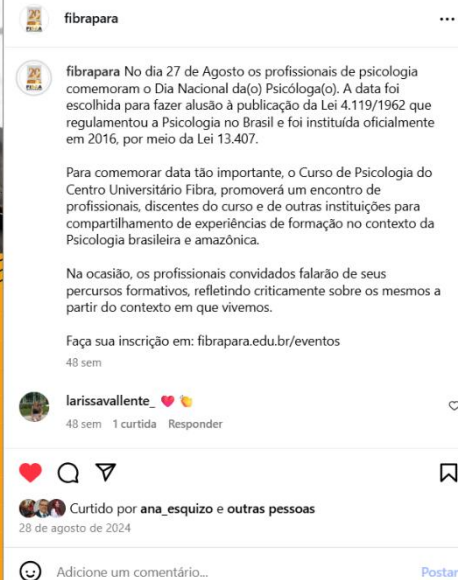 fibrapara
fibrapara No dia 27 de Agosto os profissionais de psicologia
comemoram o Dia Nacional da(o) Psicóloga(o). A data foi
escolhida para fazer alusão à publicação da Lei 4.119/1962 que
regulamentou a Psicologia no Brasil e foi instituída oficialmente
em 2016, por meio da Lei 13.407.
Para comemorar data tão importante, o Curso de Psicologia do
Centro Universitário Fibra, promoverá um encontro de
profissionais, discentes do curso e de outras instituições para
compartilhamento de experiências de formação no contexto da
Psicologia brasileira e amazônica.
Na ocasião, os profissionais convidados falarão de seus
percursos formativos, refletindo criticamente sobre os mesmos a
partir do contexto em que vivemos.
Faça sua inscrição em: fibrapara.edu.br/eventos
48 sem
larissavallente_ ❤️ 👏
48 sem 1 curtida Responder
Curtido por ana_esquizo e outras pessoas
28 de agosto de 2024
Adicione um comentário... Postar